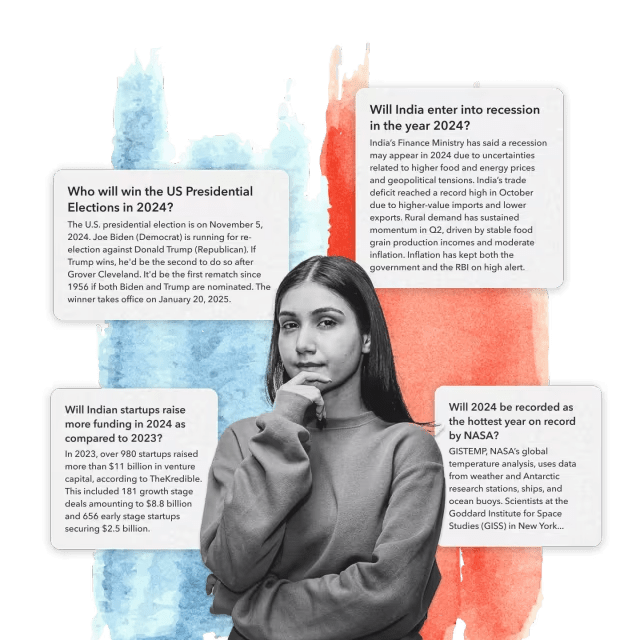 Will India enter into recession
in the year 2024?
India's Finance Ministry has said a recession
may appear in 2024 due to uncertainties
related to higher food and energy prices
and geopolitical tensions. India's trade
deficit reached a record high in October
due to higher-value imports and lower
exports. Rural demand has sustained
momentum in Q2, driven by stable food
grain production incomes and moderate
inflation. Inflation has kept both the
government and the RBI on high alert.
Who will win the US Presidential
Elections in 2024?
The U.S. presidential election is on November 5,
2024. Joe Biden (Democrat) is running for re-
election against Donald Trump (Republican). If
Trump wins, he'd be the second to do so after
Grover Cleveland. It'd be the first rematch since
1956 if both Biden and Trump are nominated. The
winner takes office on January 20, 2025.
Will Indian startups raise
more funding in 2024 as
compared to 2023?
In 2023, over 980 startups raised
more than $11 billion in venture
capital, according to TheKredible.
This included 181 growth stage
deals amounting to $8.8 billion
and 656 early stage startups
securing $2.5 billion.
Will 2024 be recorded as
the hottest year on record
by NASA?
GISTEMP, NASA's global
temperature analysis, uses data
from weather and Antarctic
research stations, ships, and
ocean buoys. Scientists at the
Goddard Institute for Space
Studies (GISS) in New York...